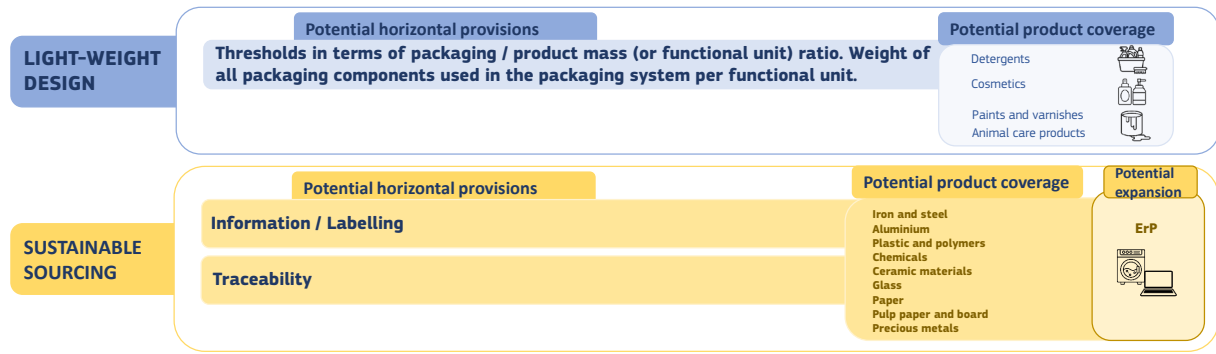 Potential horizontal provisions
Potential product coverage
LIGHT-WEIGHT
DESIGN
Thresholds in terms of packaging / product mass (or functional unit) ratio. Weight of
all packaging components used in the packaging system per functional unit.
Detergents
Cosmetics
Paints and varnishes
Animal care products
Potential horizontal provisions
Potential product coverage
Potential
expansion
SUSTAINABLE
SOURCING
Information / Labelling
Traceability
Iron and steel
Aluminium
Plastic and polymers
Chemicals
Ceramic materials
Glass
Paper
Pulp paper and board
Precious metals
ErP